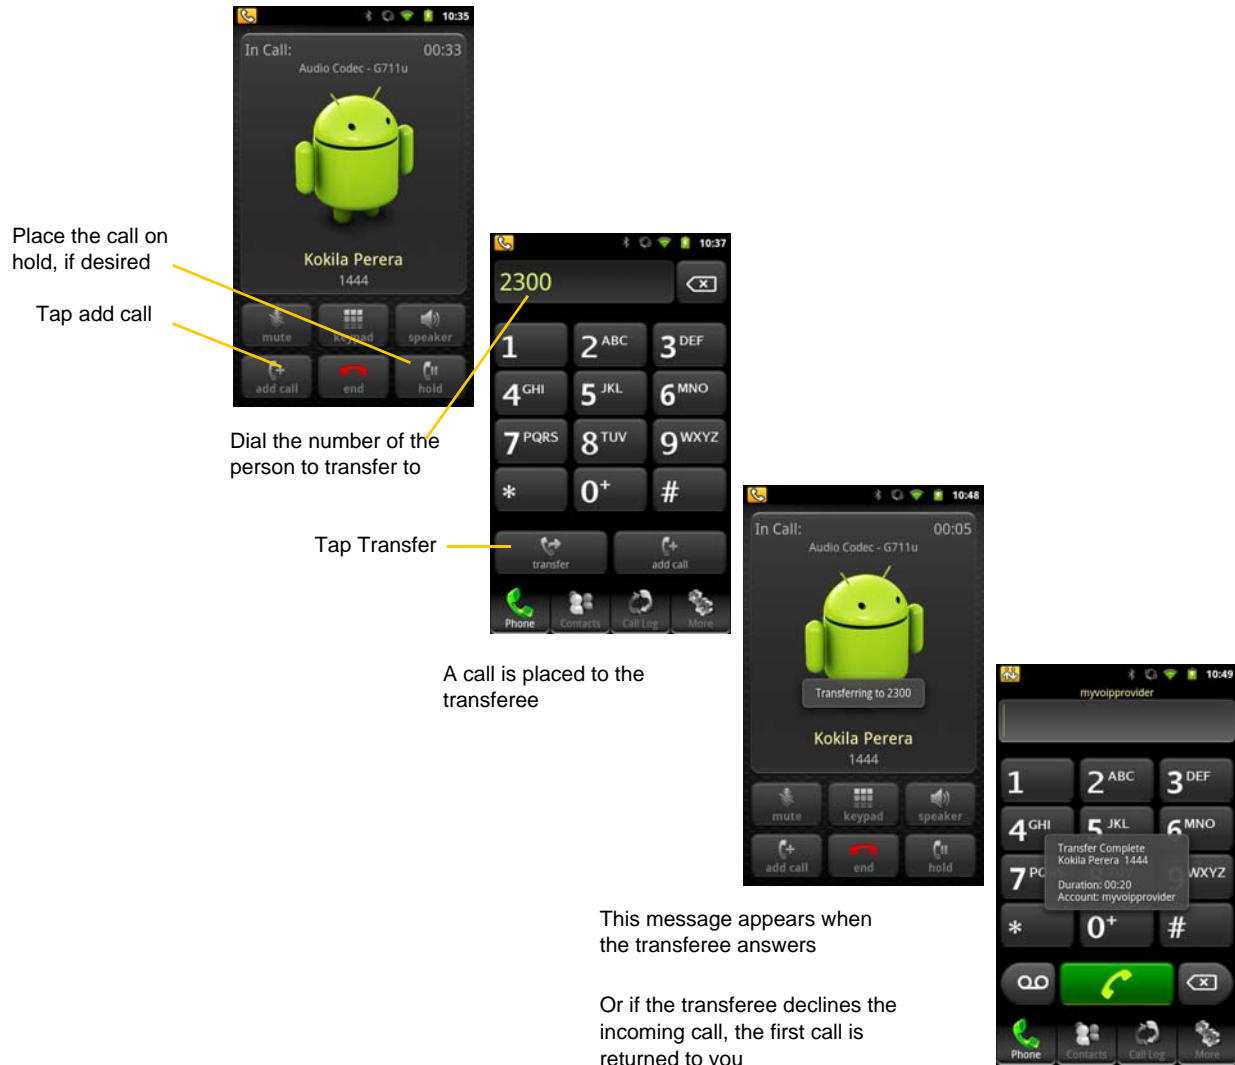 10:35
In Call: 00:33
Audio Codec - G711u
Kokila Perera
1444
mute keypad speaker
add call end hold
Place the call on
hold, if desired
Tap add call
10:37
2300
1 2 ABC 3 DEF
4 GHI 5 JKL 6 MNO
7 PQRS 8 TUV 9 WXYZ
* 0+ #
transfer add call
Phone Contacts Call Log More
Dial the number of the
person to transfer to
Tap Transfer
A call is placed to the
transferee
10:48
In Call: 00:05
Audio Codec - G711u
Transferring to 2300
Kokila Perera
1444
mute keypad speaker
add call end hold
10:49
myvoipprovider
1 2 ABC 3 DEF
4 GHI 5 JKL 6 MNO
Transfer Complete
Kokila Perera 1444
7 WXYZ
Duration: 00:20
Account: myvoipprovider
* 0+ #
Phone Contacts Call Log More
This message appears when
the transferee answers
Or if the transferee declines the
incoming call, the first call is
returned to you